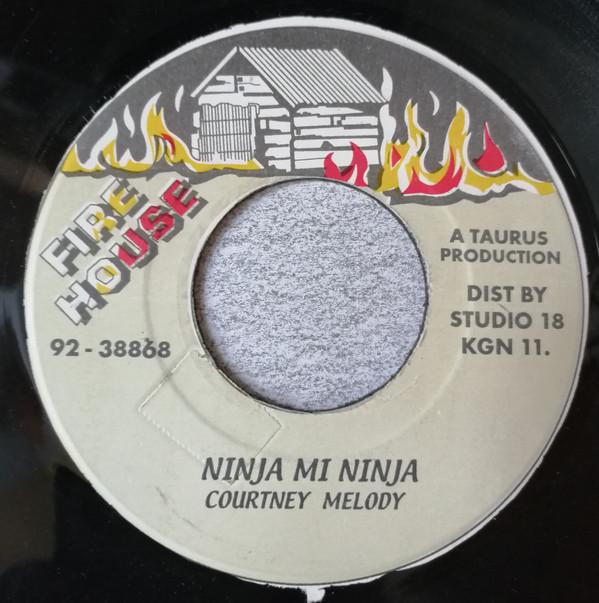 FIRE
HOUSE
92-38868
A TAURUS
PRODUCTION
DIST BY
STUDIO 18
KGN 11.
NINJA MI NINJA
COURTNEY MELODY